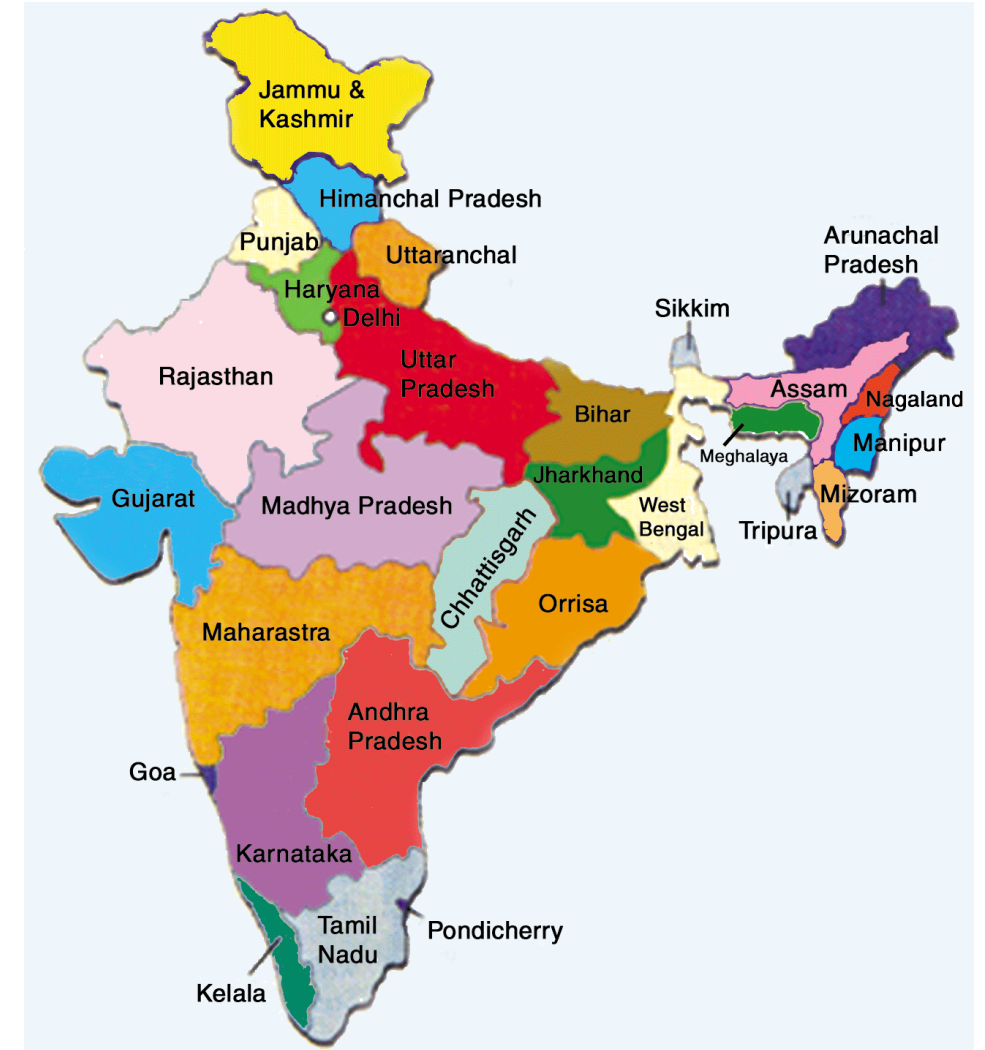 Jammu &
Kashmir
Himanchal Pradesh
Punjab
Uttaranchal
Haryana
Delhi
Arunachal
Pradesh
Sikkim
Uttar
Pradesh
Rajasthan
Assam
Nagaland
Bihar
Manipur
Meghalaya
Jharkhand
Gujarat
Madhya Pradesh
West
Bengal
Mizoram
Tripura
Chhattisgarh
Orrisa
Maharastra
Andhra
Pradesh
Goa
Karnataka
Tamil
Nadu
Pondicherry
Kelala